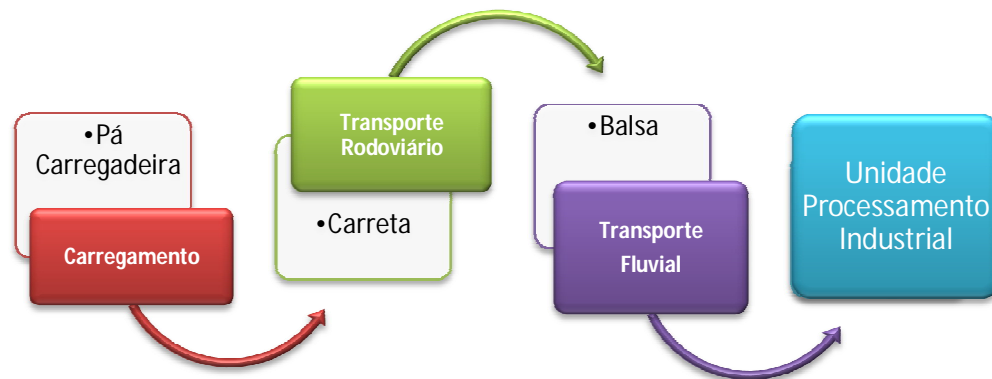 •Pá
Carregadeira
Carregamento
Transporte
Rodoviário
•Carreta
•Balsa
Transporte
Fluvial
Unidade
Processamento
Industrial